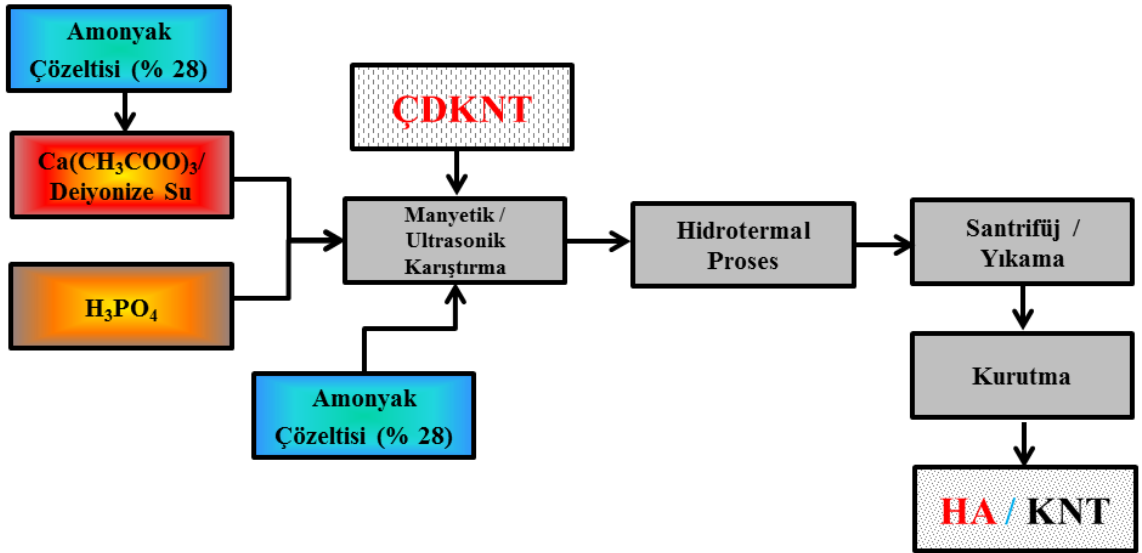 Amonyak
Çözeltisi (% 28)
ÇDKNT
Ca(CH₃COO)₃/
Deiyonize Su
Manyetik /
Ultrasonik
Karıştırma
Hidrotermal
Proses
Santrifüj /
Yıkama
H₃PO₄
Kurutma
Amonyak
Çözeltisi (% 28)
HA / KNT